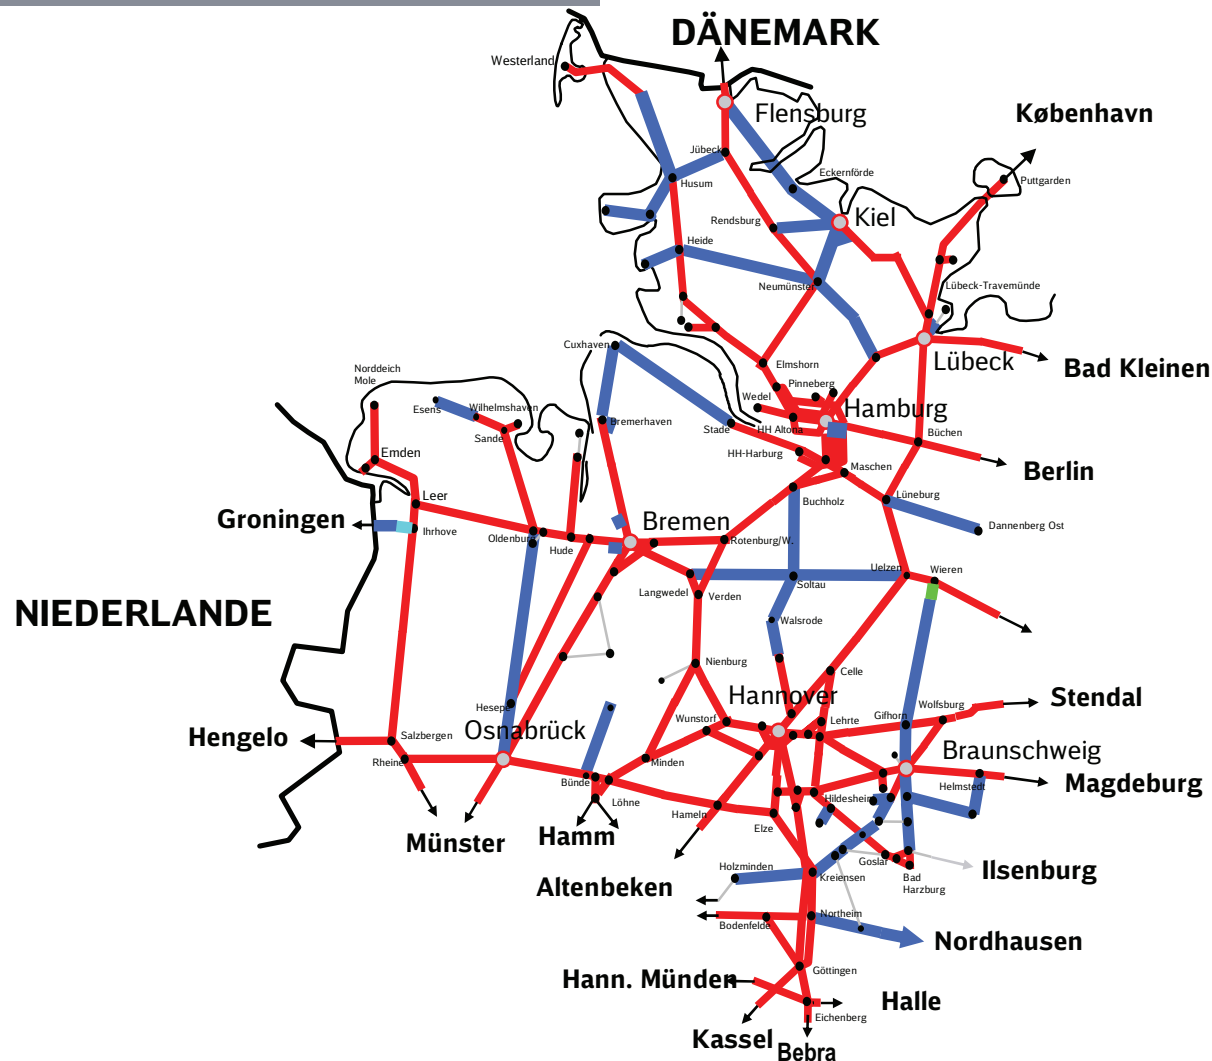 DÄNEMARK
Westerland
Flensburg
København
Jübeck
Eckernförde
Puttgarden
Husum
Rendsburg
Kiel
Heide
Neumünster
Lübeck-Travemünde
Cuxhaven
Elmshorn
Lübeck
Bad Kleinen
Norddeich
Mole
Pinneberg
Esens
Wilhelmshaven
Wedel
Hamburg
Bremerhaven
Stade
HH Altona
Büchen
Sande
Emden
HH-Harburg
Maschen
Berlin
Leer
Buchholz
Lüneburg
Groningen
Ihrhove
Bremen
Dannenberg Ost
Oldenburg
Hude
Rotenburg/W.
Uelzen
Wieren
Soltau
NIEDERLANDE
Langwedel
Verden
Walsrode
Nienburg
Celle
Hannover
Stendal
Hesepe
Wunstorf
Lehrte
Gifhorn
Wolfsburg
Hengelo
Salzbergen
Osnabrück
Braunschweig
Rheine
Minden
Bünde
Helmstedt
Magdeburg
Löhne
Hildesheim
Hameln
Elze
Münster
Hamm
Holzminden
Goslar
Kreiensen
Bad
Harzburg
Ilsenburg
Altenbeken
Northeim
Bodenfelde
Nordhausen
Göttingen
Hann. Münden
Halle
Eichenberg
Kassel
Bebra